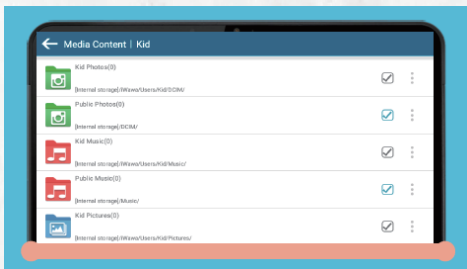 Media Content | Kid
Kid Photos(0)
[Internal storage]/iWawa/Users/Kid/DCIM/
Public Photos(0)
[Internal storage]/DCIM/
Kid Music(0)
[Internal storage]/iWawa/Users/Kid/Music/
Public Music(0)
[Internal storage]/Music/
Kid Pictures(0)
[Internal storage]/iWawa/Users/Kid/Pictures/